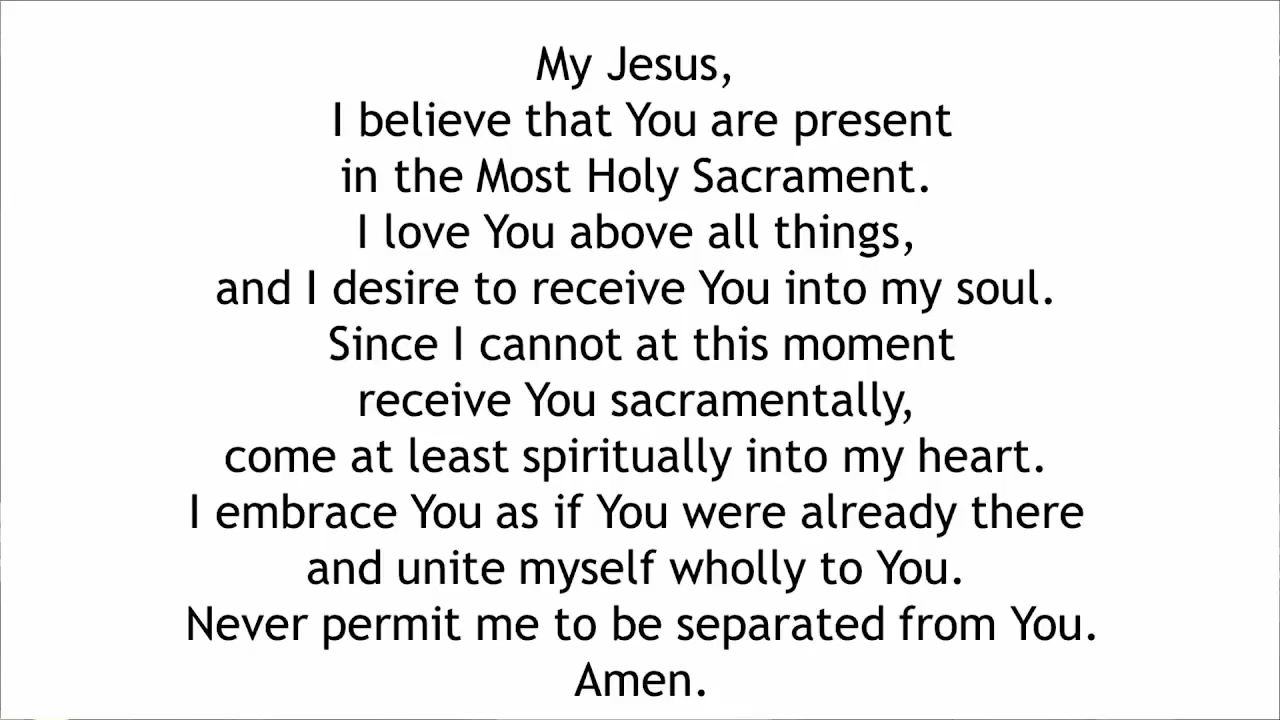 My Jesus,
I believe that You are present
in the Most Holy Sacrament.
I love You above all things,
and I desire to receive You into my soul.
Since I cannot at this moment
receive You sacramentally,
come at least spiritually into my heart.
I embrace You as if You were already there
and unite myself wholly to You.
Never permit me to be separated from You.
Amen.